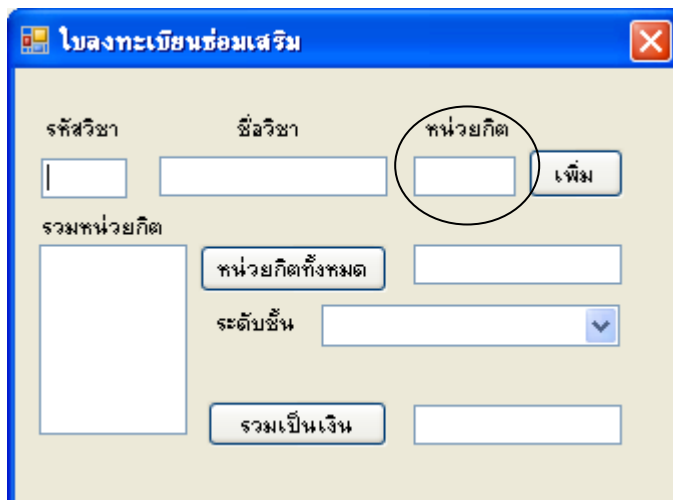 ใบลงทะเบียนซ่อมเสริม
รหัสวิชา ชื่อวิชา หน่วยกิต
เพิ่ม
รวมหน่วยกิต
หน่วยกิตทั้งหมด
ระดับชั้น
รวมเป็นเงิน